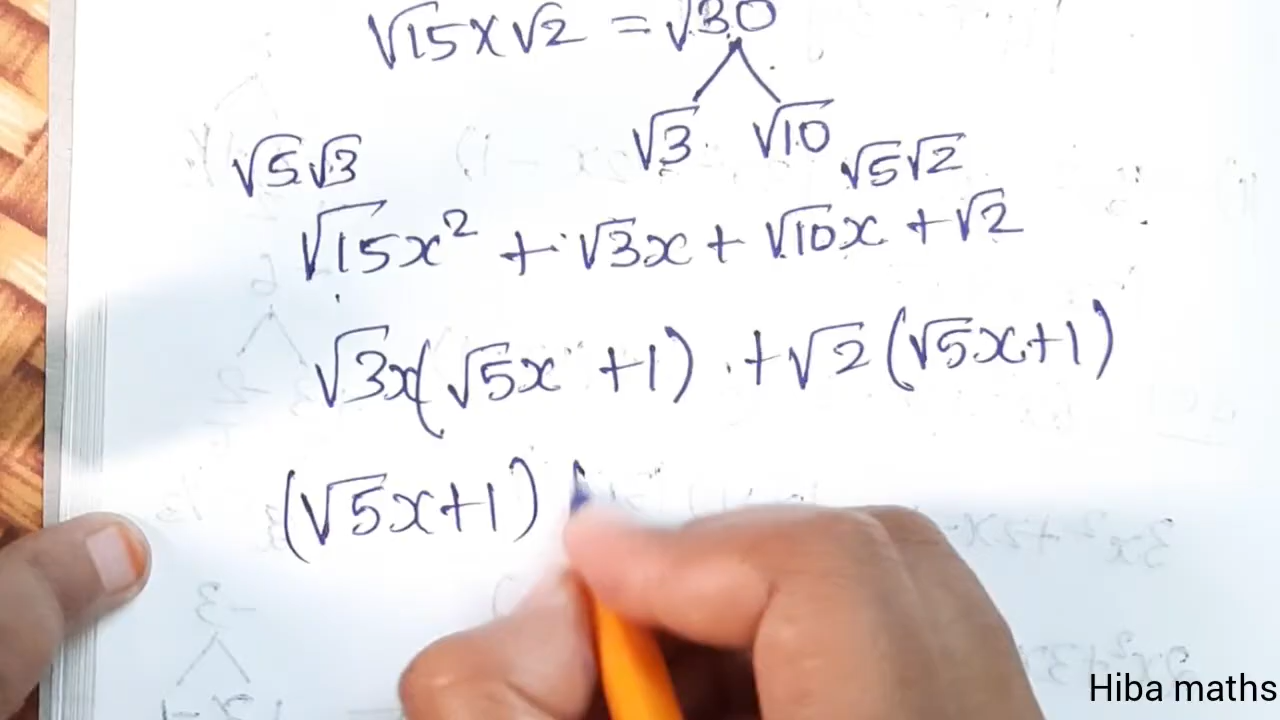 √15 x √2 = √30
√3 √10
√5 √3 √5 √2
√15x² + √3x + √10x + √2
√3x(√5x + 1) + √2 (√5x + 1)
(√5x + 1) (
Hiba maths